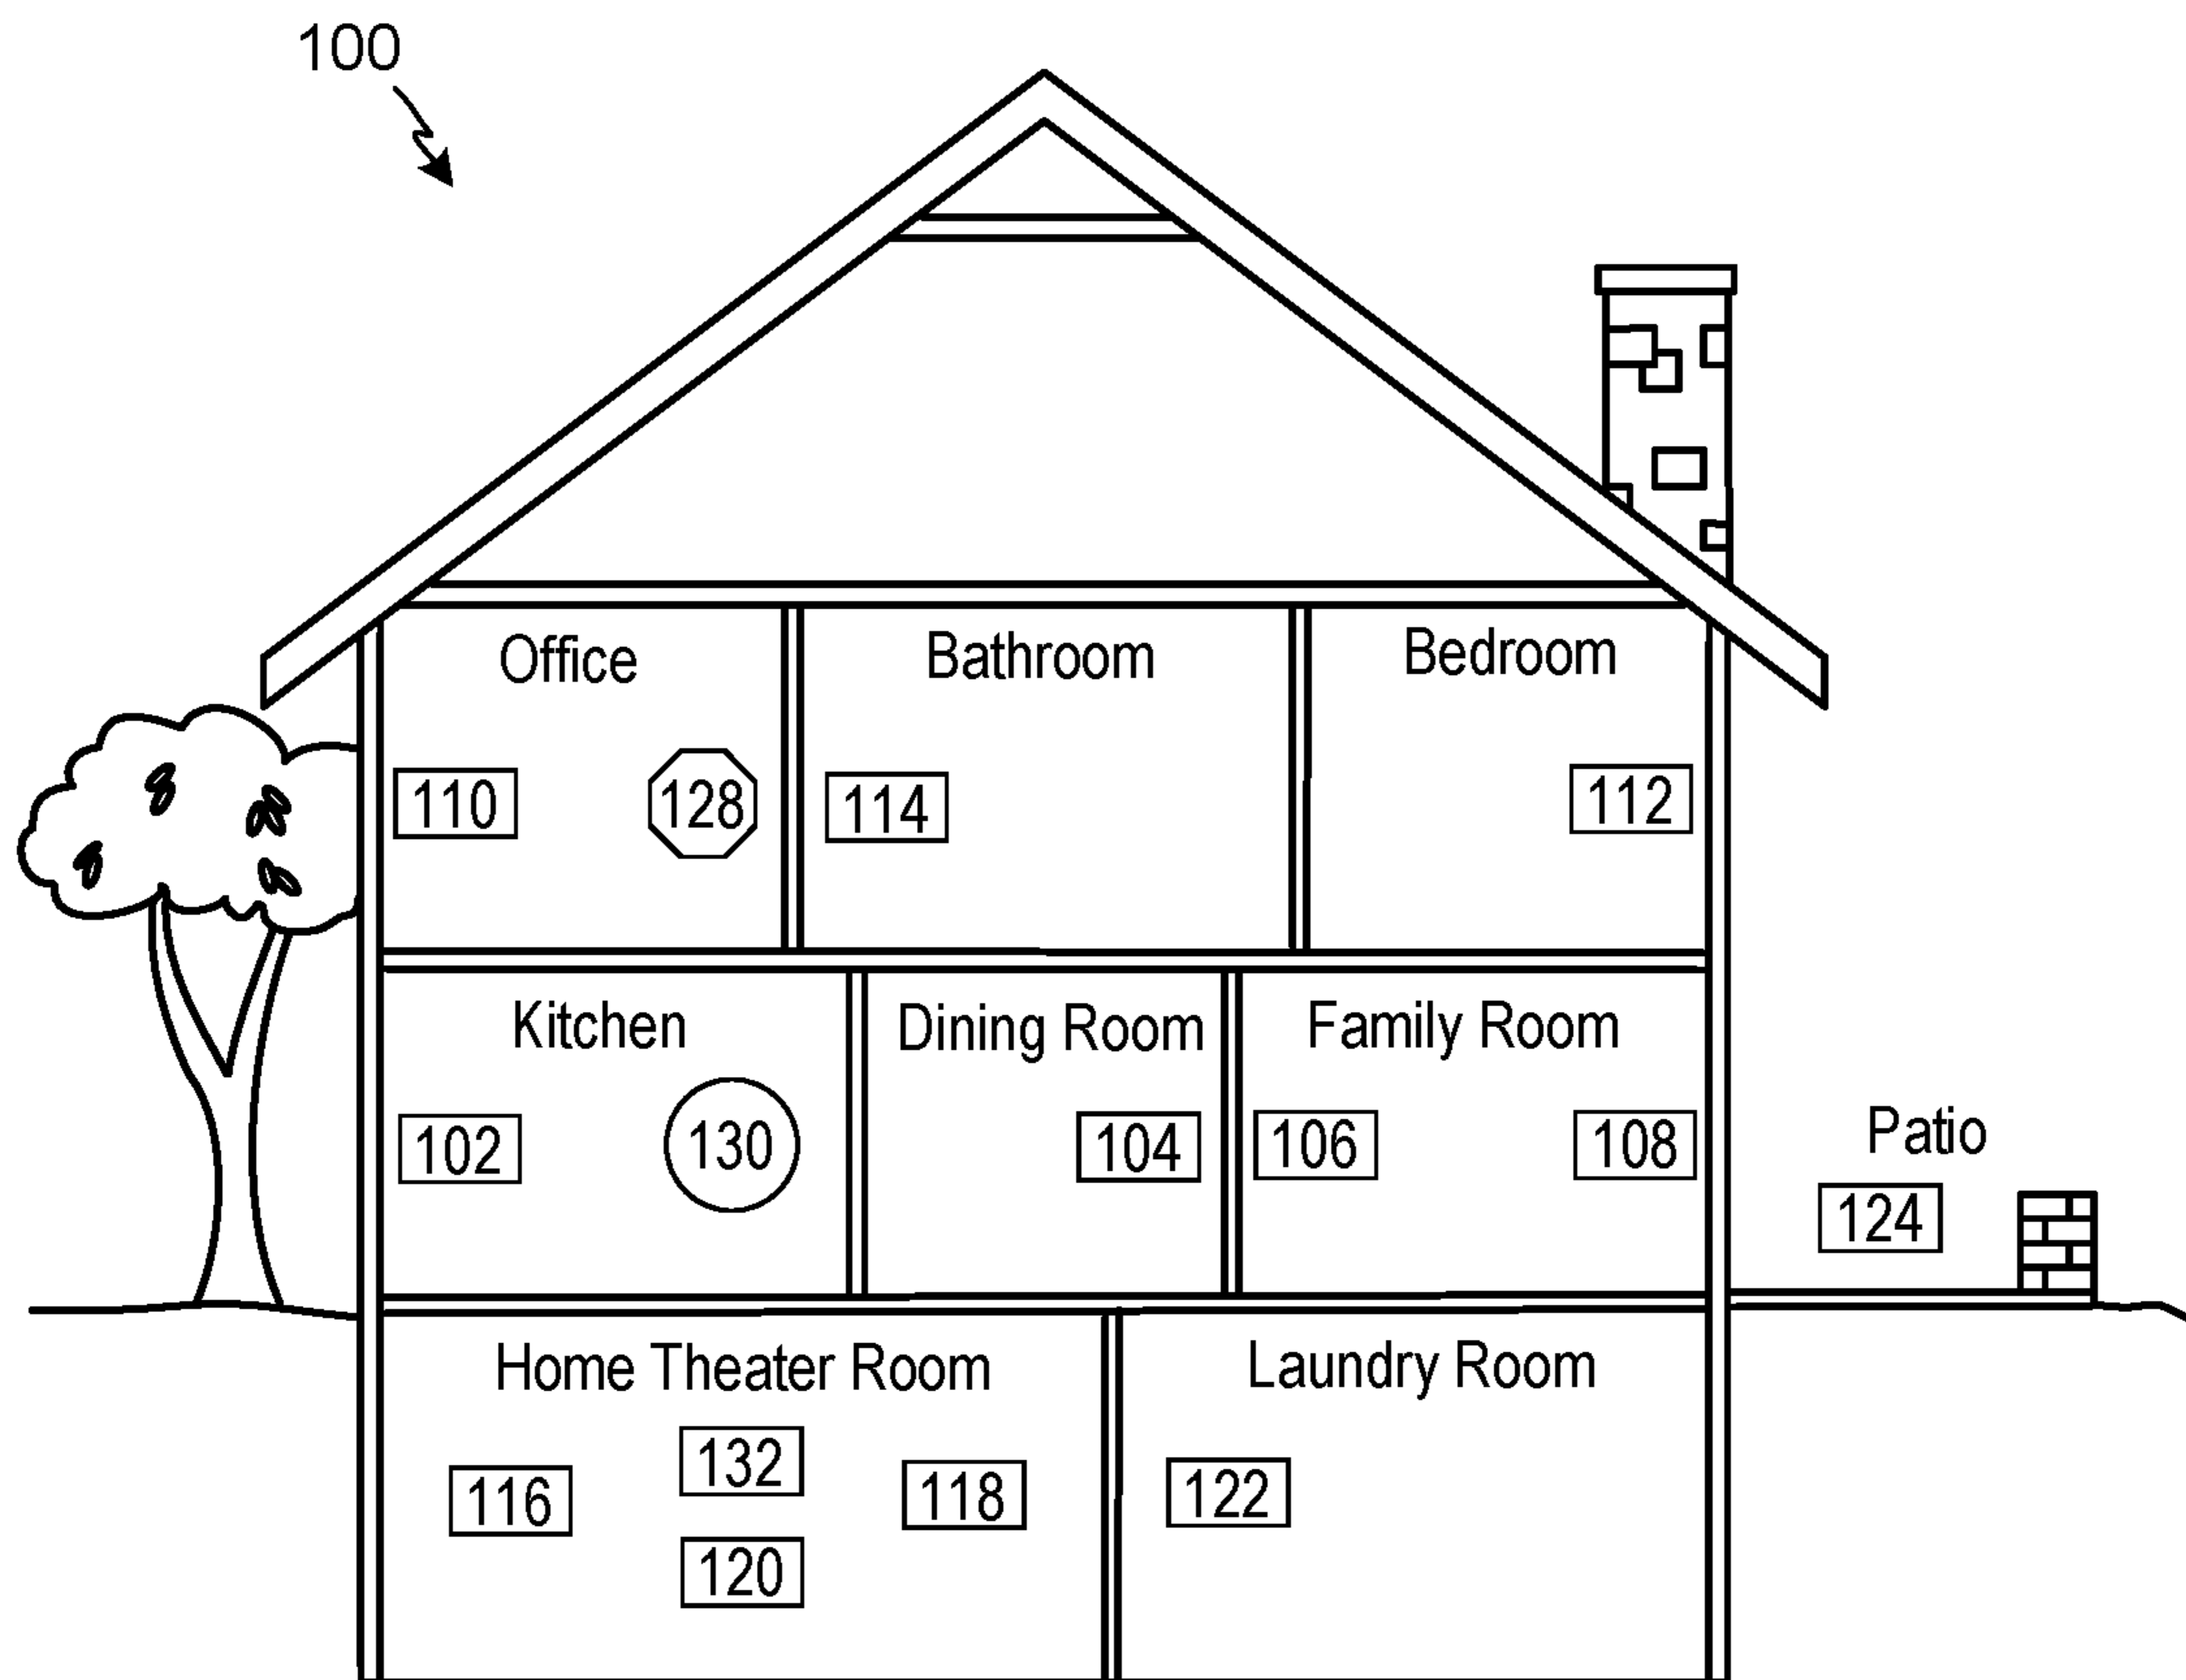 100
Office
Bathroom
Bedroom
110
128
114
112
Kitchen
Dining Room
Family Room
102
130
104
106
108
Patio
124
Home Theater Room
Laundry Room
116
132
118
122
120